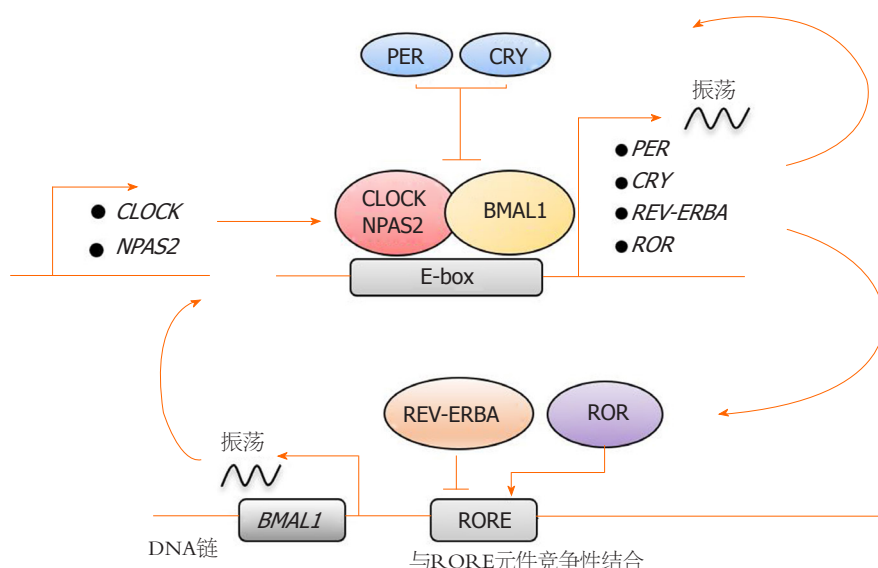 PER
CRY
振荡
PER
CRY
REV-ERBA
ROR
CLOCK
NPAS2
CLOCK
NPAS2
BMAL1
E-box
REV-ERBA
ROR
振荡
BMAL1
RORE
DNA链
与RORE元件竞争性结合